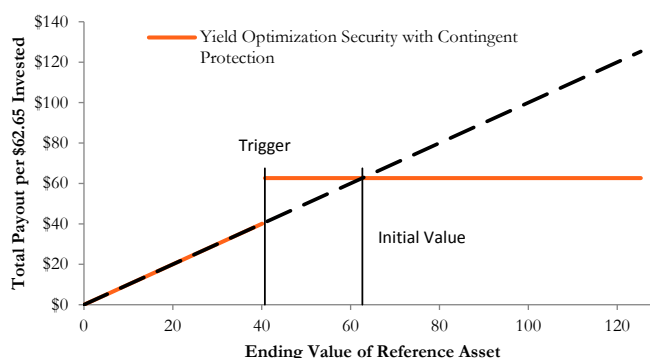 $140
$120
$100
$80
$60
$40
$20
$0
Total Payout per $62.65 Invested
Yield Optimization Security with Contingent
Protection
Trigger
Initial Value
0
20
40
60
80
100
120
Ending Value of Reference Asset